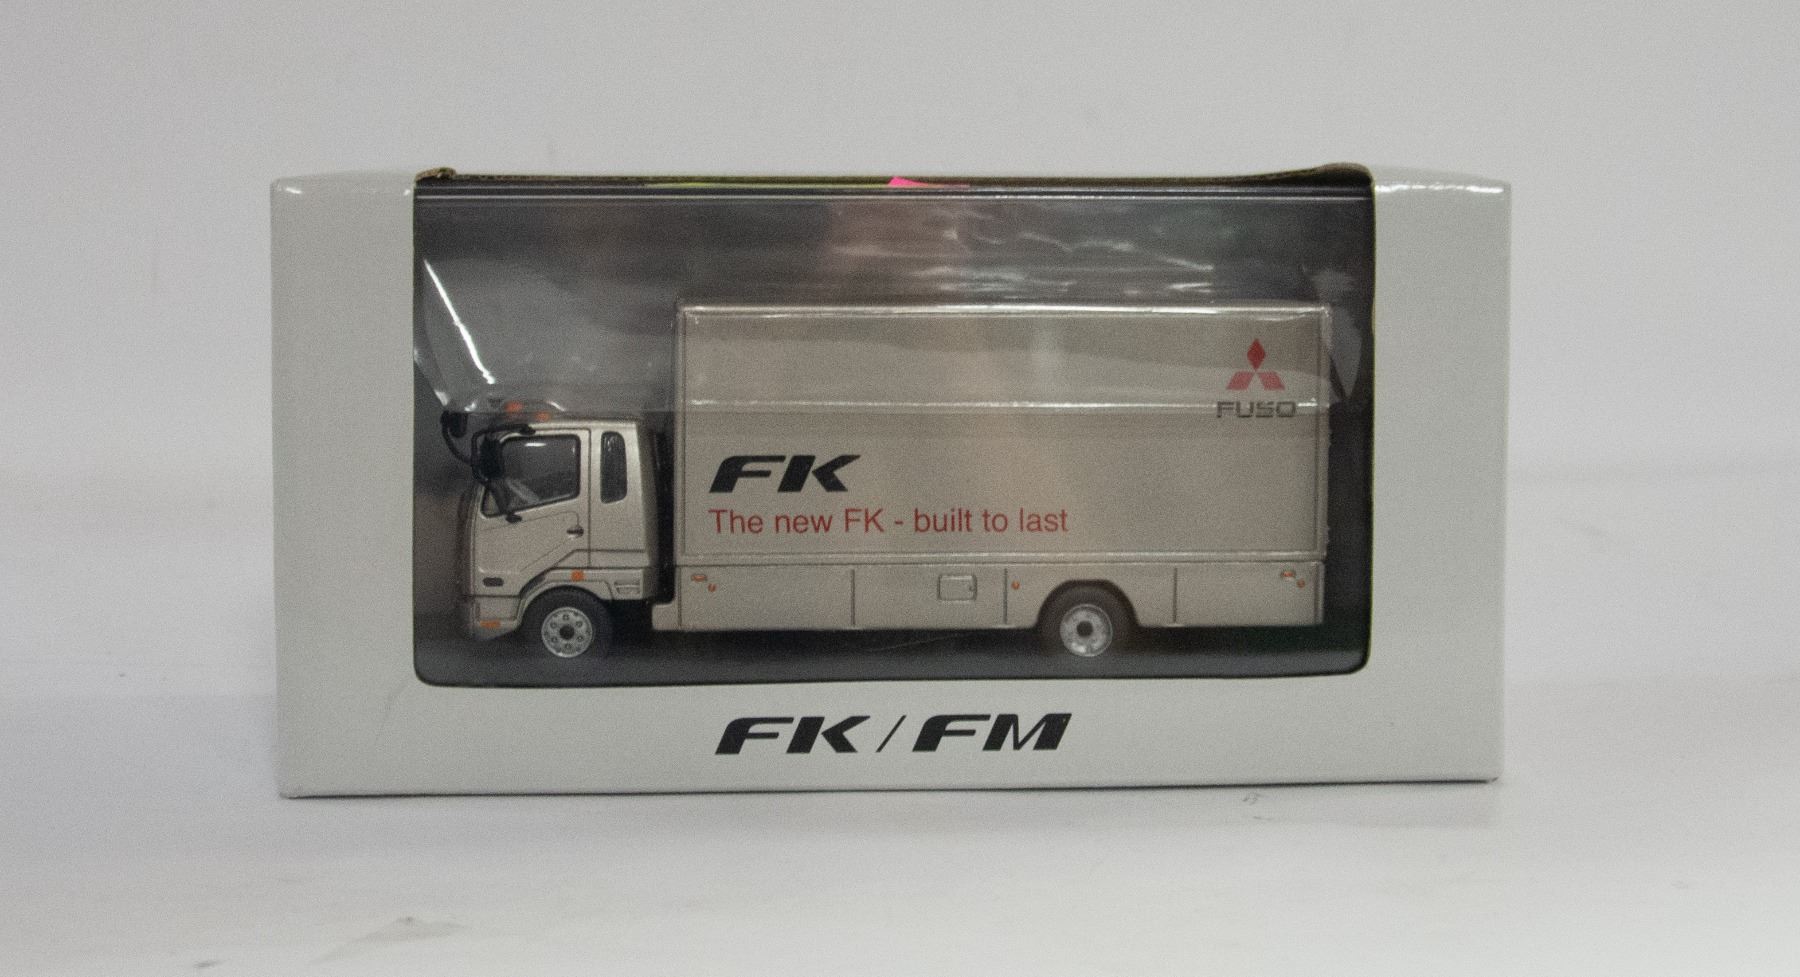 FUSO
FK
The new FK - built to last
FK / FM